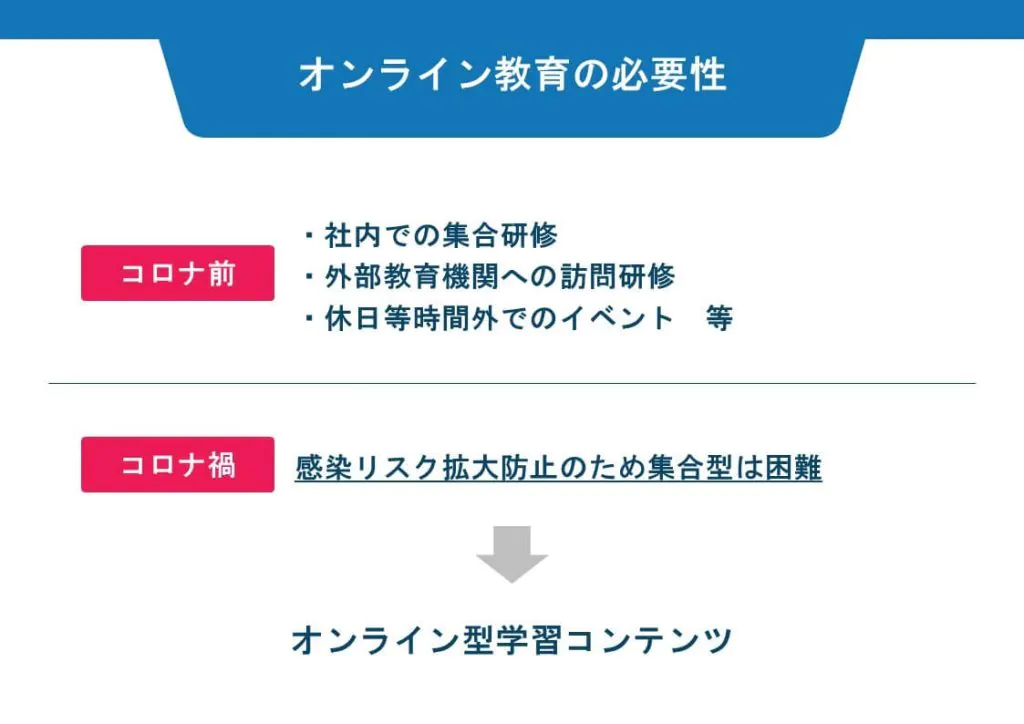 オンライン教育の必要性
コロナ前
・社内での集合研修
・外部教育機関への訪問研修
・休日等時間外でのイベント　等
コロナ禍
感染リスク拡大防止のため集合型は困難
オンライン型学習コンテンツ